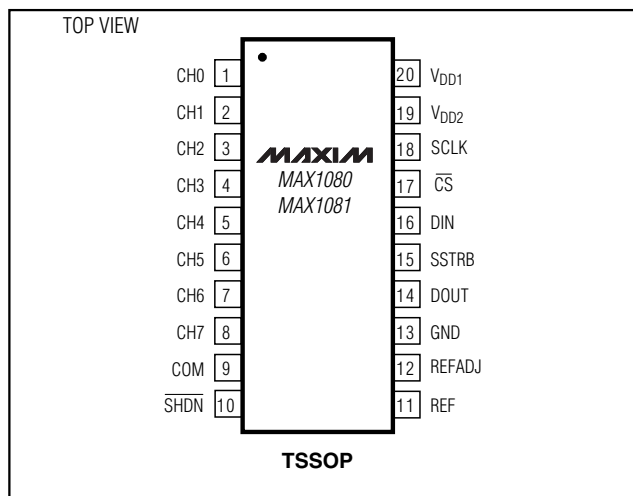 TOP VIEW
CH0 1 20 VDD1
CH1 2 19 VDD2
CH2 3 MAXIM 18 SCLK
CH3 4 MAX1080 17 C̅S̅
MAX1081
CH4 5 16 DIN
CH5 6 15 SSTRB
CH6 7 14 DOUT
CH7 8 13 GND
COM 9 12 REFADJ
S̅H̅D̅N̅ 10 11 REF
TSSOP